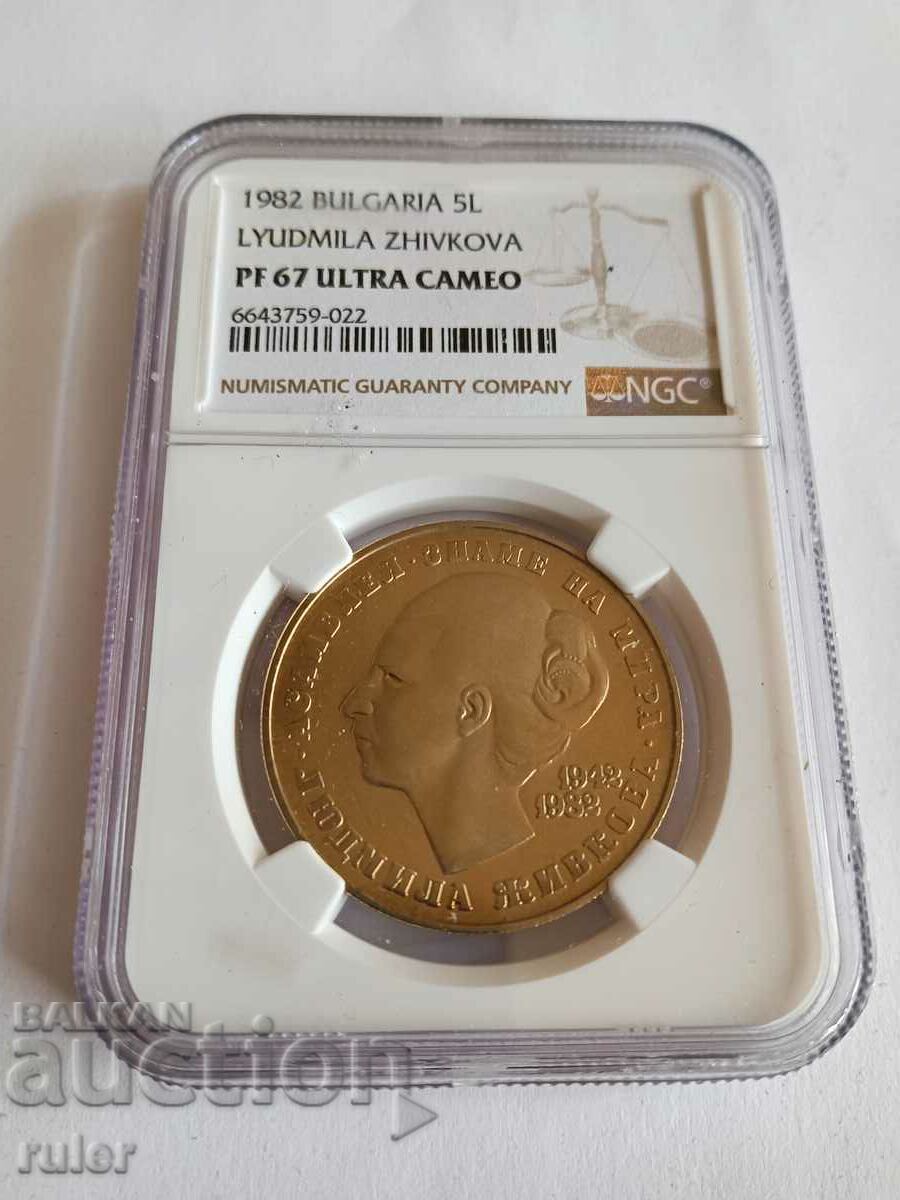 1982 BULGARIA 5L
LYUDMILA ZHIVKOVA
PF 67 ULTRA CAMEO
6643759-022
NUMISMATIC GUARANTY COMPANY
NGC®
ЗНАМЕ НА МИРА
1942
1982
ЛЮДМИЛА ЖИВКОВА
BALKAN
auction
ruler